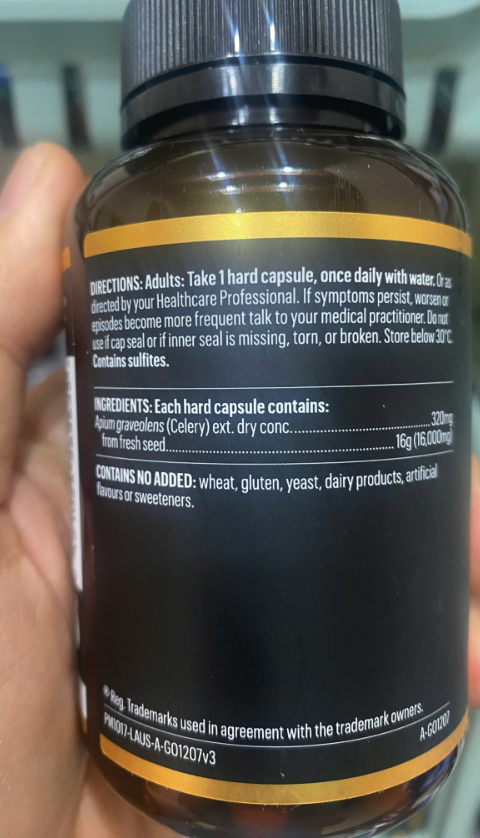 DIRECTIONS: Adults: Take 1 hard capsule, once daily with water. Or as
directed by your Healthcare Professional. If symptoms persist, worsen or
episodes become more frequent talk to your medical practitioner. Do not
use if cap seal or if inner seal is missing, torn, or broken. Store below 30°C.
Contains sulfites.
INGREDIENTS: Each hard capsule contains:
Apium graveolens (Celery) ext. dry conc. 320mg
from fresh seed 16g (16,000mg)
CONTAINS NO ADDED: wheat, gluten, yeast, dairy products, artificial
flavours or sweeteners.
® Reg. Trademarks used in agreement with the trademark owners.
PM1017-LAUS-A-GO1207v3 A-GO1207